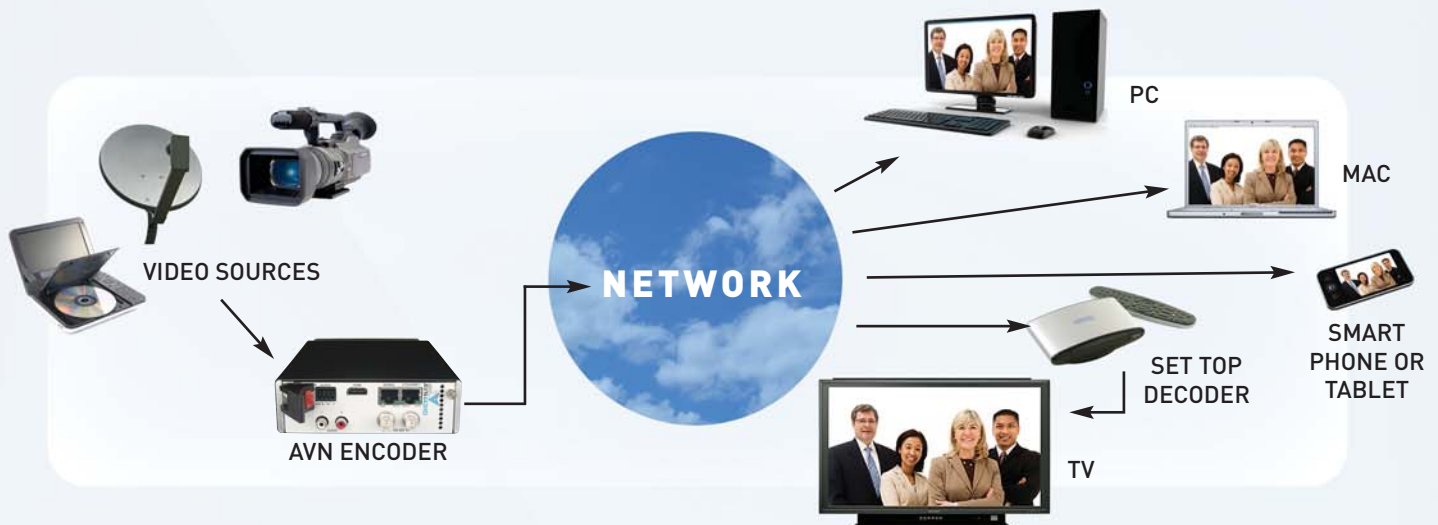 VIDEO SOURCES
AVN ENCODER
NETWORK
PC
MAC
SMART
PHONE OR
TABLET
SET TOP
DECODER
TV